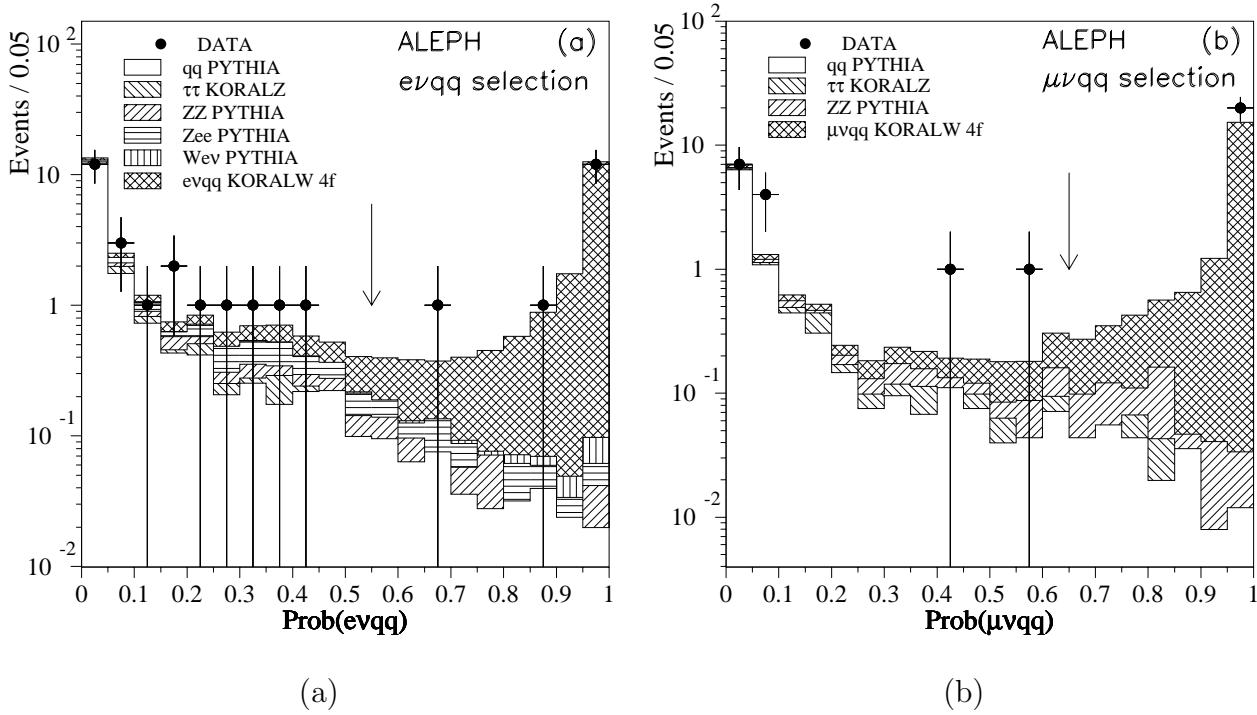 ALEPH (a)
eνqq selection
DATA
qq PYTHIA
ττ KORALZ
ZZ PYTHIA
Zee PYTHIA
Weν PYTHIA
eνqq KORALW 4f
Events / 0.05
10 2
10
1
10 -1
10 -2
0 0.1 0.2 0.3 0.4 0.5 0.6 0.7 0.8 0.9 1
Prob(eνqq)
ALEPH (b)
μνqq selection
DATA
qq PYTHIA
ττ KORALZ
ZZ PYTHIA
μνqq KORALW 4f
Events / 0.05
10 2
10
1
10 -1
10 -2
0 0.1 0.2 0.3 0.4 0.5 0.6 0.7 0.8 0.9 1
Prob(μνqq)
(a)
(b)